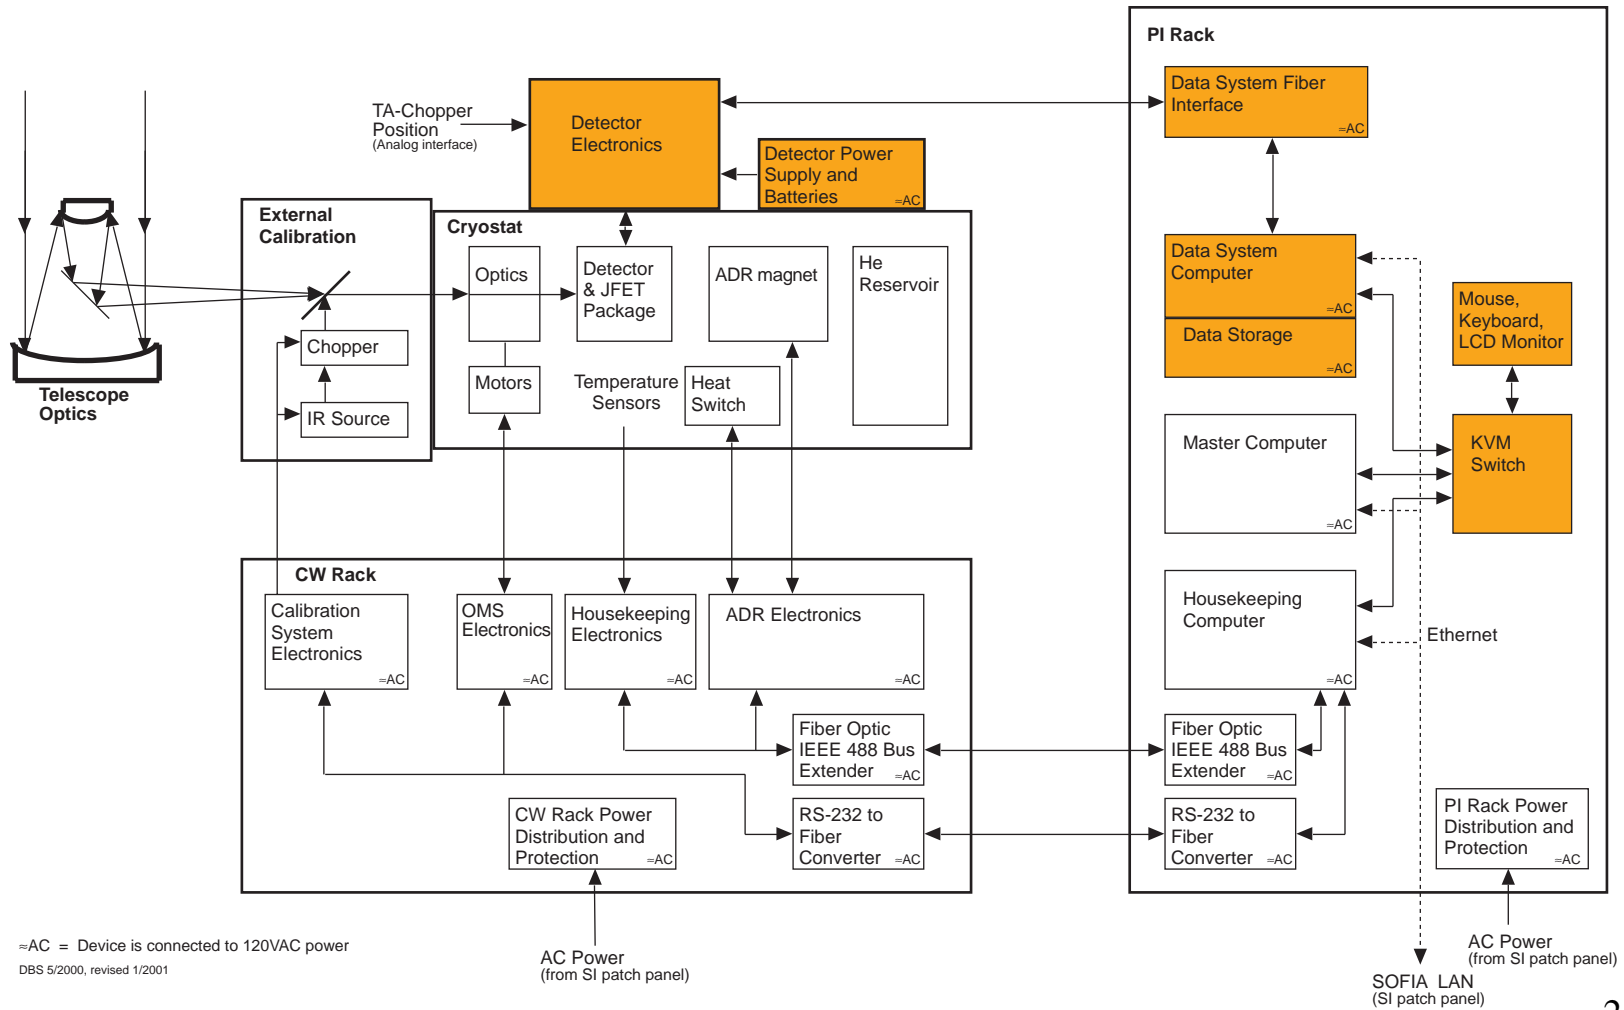 PI Rack
Data System Fiber
Interface
≈AC
TA-Chopper
Position
(Analog interface)
Detector
Electronics
Detector Power
Supply and
Batteries
≈AC
External
Calibration
Cryostat
Optics
Detector
& JFET
Package
ADR magnet
He
Reservoir
Data System
Computer
≈AC
Data Storage
≈AC
Mouse,
Keyboard,
LCD Monitor
Chopper
Motors
Temperature
Sensors
Heat
Switch
IR Source
Telescope
Optics
Master Computer
≈AC
KVM
Switch
CW Rack
Calibration
System
Electronics
≈AC
OMS
Electronics
≈AC
Housekeeping
Electronics
≈AC
ADR Electronics
≈AC
Housekeeping
Computer
≈AC
Ethernet
Fiber Optic
IEEE 488 Bus
Extender
≈AC
Fiber Optic
IEEE 488 Bus
Extender
≈AC
CW Rack Power
Distribution and
Protection
≈AC
RS-232 to
Fiber
Converter
≈AC
RS-232 to
Fiber
Converter
≈AC
PI Rack Power
Distribution and
Protection
≈AC
≈AC = Device is connected to 120VAC power
DBS 5/2000, revised 1/2001
AC Power
(from SI patch panel)
AC Power
(from SI patch panel)
SOFIA LAN
(SI patch panel)